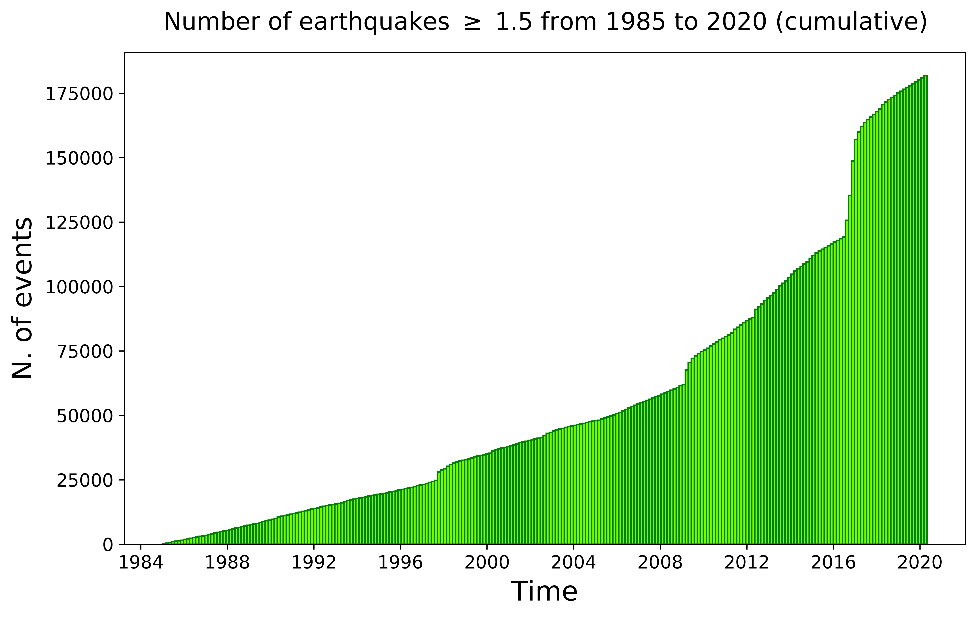 Number of earthquakes ≥ 1.5 from 1985 to 2020 (cumulative)
N. of events
175000
150000
125000
100000
75000
50000
25000
0
1984 1988 1992 1996 2000 2004 2008 2012 2016 2020
Time